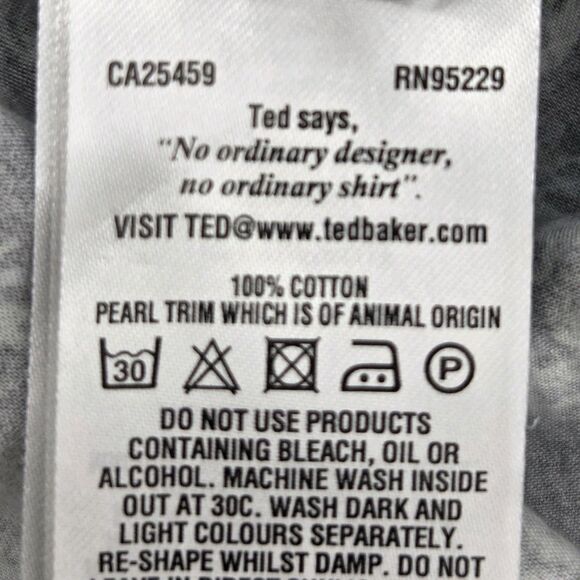 CA25459 RN95229
Ted says,
"No ordinary designer,
no ordinary shirt".
VISIT TED@www.tedbaker.com
100% COTTON
PEARL TRIM WHICH IS OF ANIMAL ORIGIN
30 P
DO NOT USE PRODUCTS
CONTAINING BLEACH, OIL OR
ALCOHOL. MACHINE WASH INSIDE
OUT AT 30C. WASH DARK AND
LIGHT COLOURS SEPARATELY.
RE-SHAPE WHILST DAMP. DO NOT